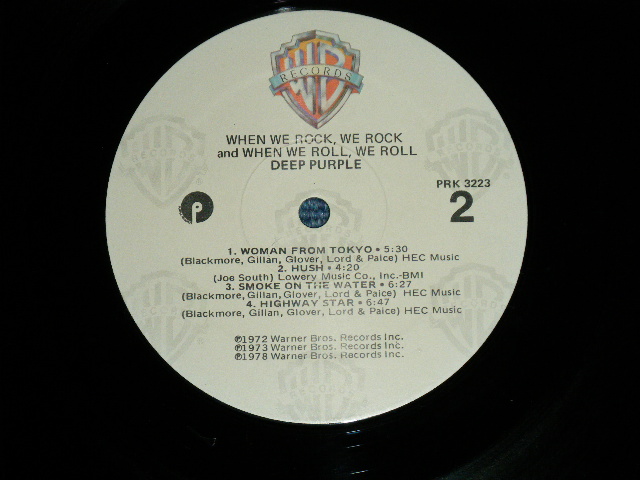 WB
RECORDS
WHEN WE ROCK, WE ROCK
and WHEN WE ROLL, WE ROLL
DEEP PURPLE
PRK 3223
2
P
1. WOMAN FROM TOKYO • 5:30
(Blackmore, Gillan, Glover, Lord & Paice) HEC Music
2. HUSH • 4:20
(Joe South) Lowery Music Co., Inc.-BMI
3. SMOKE ON THE WATER • 6:27
(Blackmore, Gillan, Glover, Lord & Paice) HEC Music
4. HIGHWAY STAR • 6:47
(Blackmore, Gillan, Glover, Lord & Paice) HEC Music
℗1972 Warner Bros. Records Inc.
℗1973 Warner Bros. Records Inc.
℗1978 Warner Bros. Records Inc.